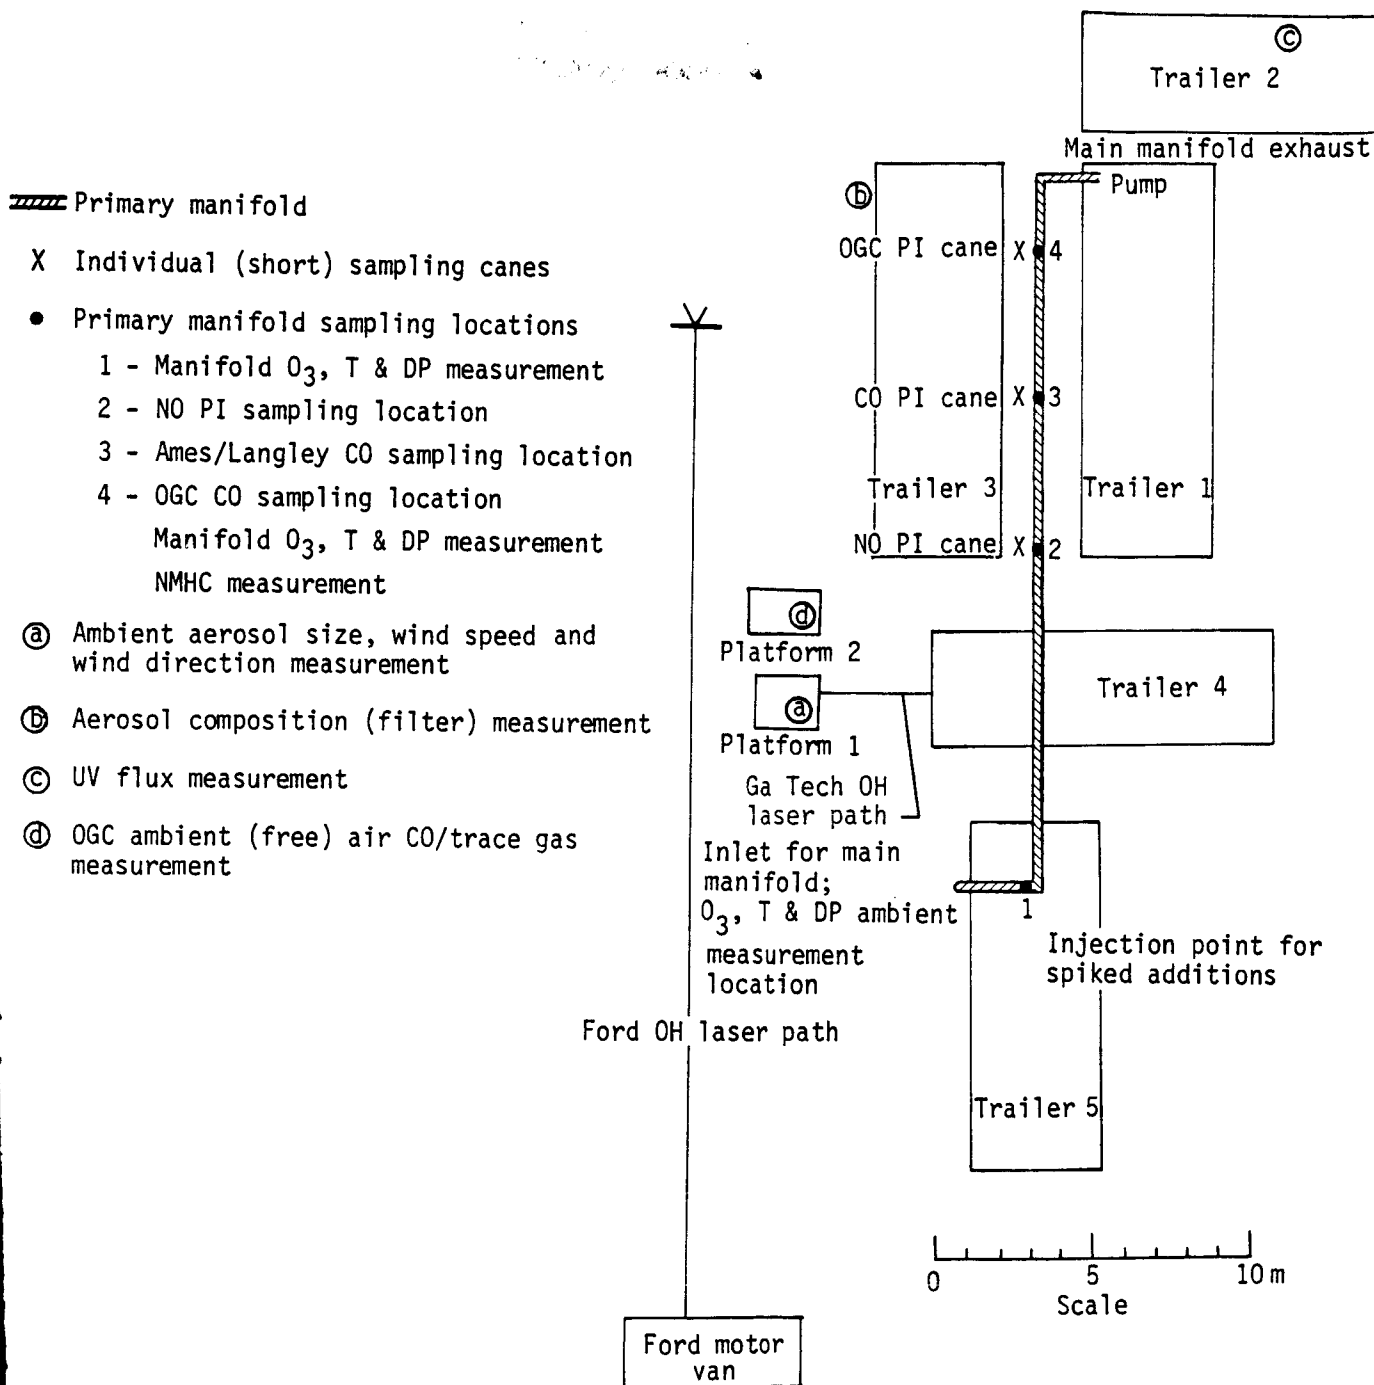 ⓒ
Trailer 2
Main manifold exhaust
Pump
Primary manifold
X Individual (short) sampling canes
● Primary manifold sampling locations
1 - Manifold O3, T & DP measurement
2 - NO PI sampling location
3 - Ames/Langley CO sampling location
4 - OGC CO sampling location
Manifold O3, T & DP measurement
NMHC measurement
ⓐ Ambient aerosol size, wind speed and
wind direction measurement
ⓑ Aerosol composition (filter) measurement
ⓒ UV flux measurement
ⓓ OGC ambient (free) air CO/trace gas
measurement
ⓑ
OGC PI cane X 4
CO PI cane X 3
Trailer 3
Trailer 1
NO PI cane X 2
ⓓ
Platform 2
ⓐ
Platform 1
Trailer 4
Ga Tech OH
laser path
Inlet for main
manifold;
O3, T & DP ambient
measurement
location
1
Injection point for
spiked additions
Ford OH laser path
Trailer 5
0 5 10 m
Scale
Ford motor
van